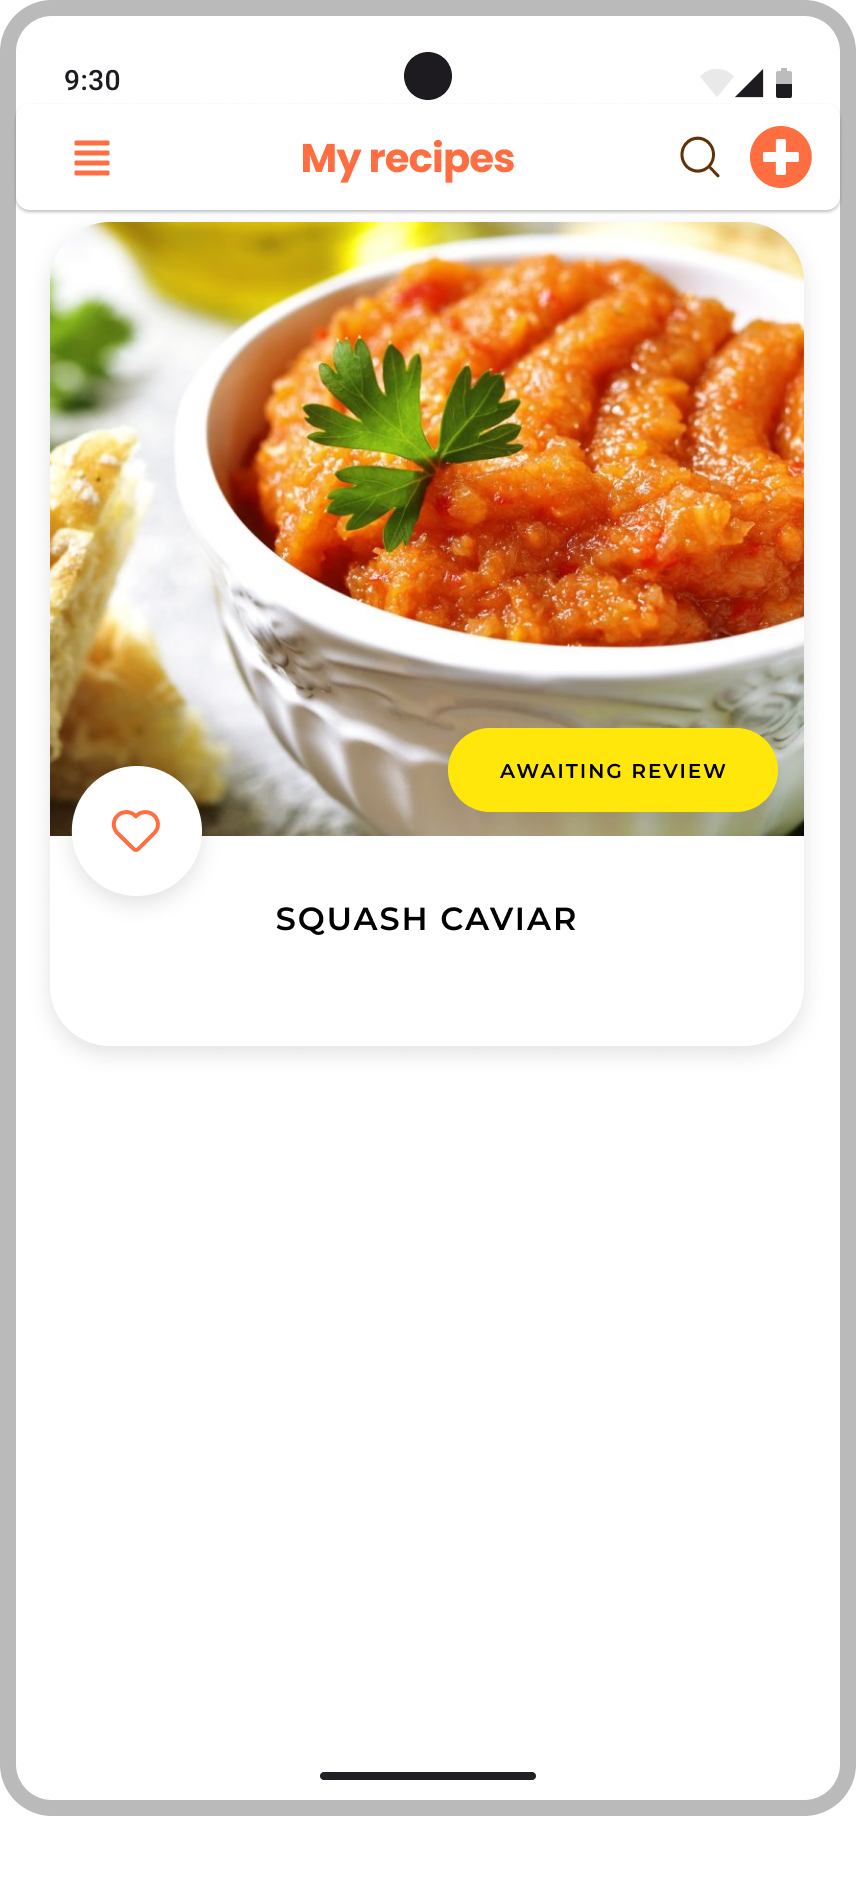 9:30
My recipes
AWAITING REVIEW
SQUASH CAVIAR